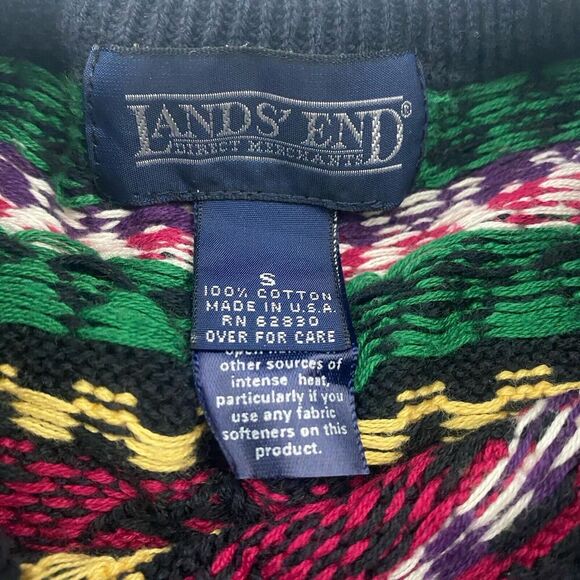 LANDS' END®
DIRECT MERCHANTS
S
100% COTTON
MADE IN U.S.A.
RN 62830
OVER FOR CARE
other sources of
intense heat,
particularly if you
use any fabric
softeners on this
product.